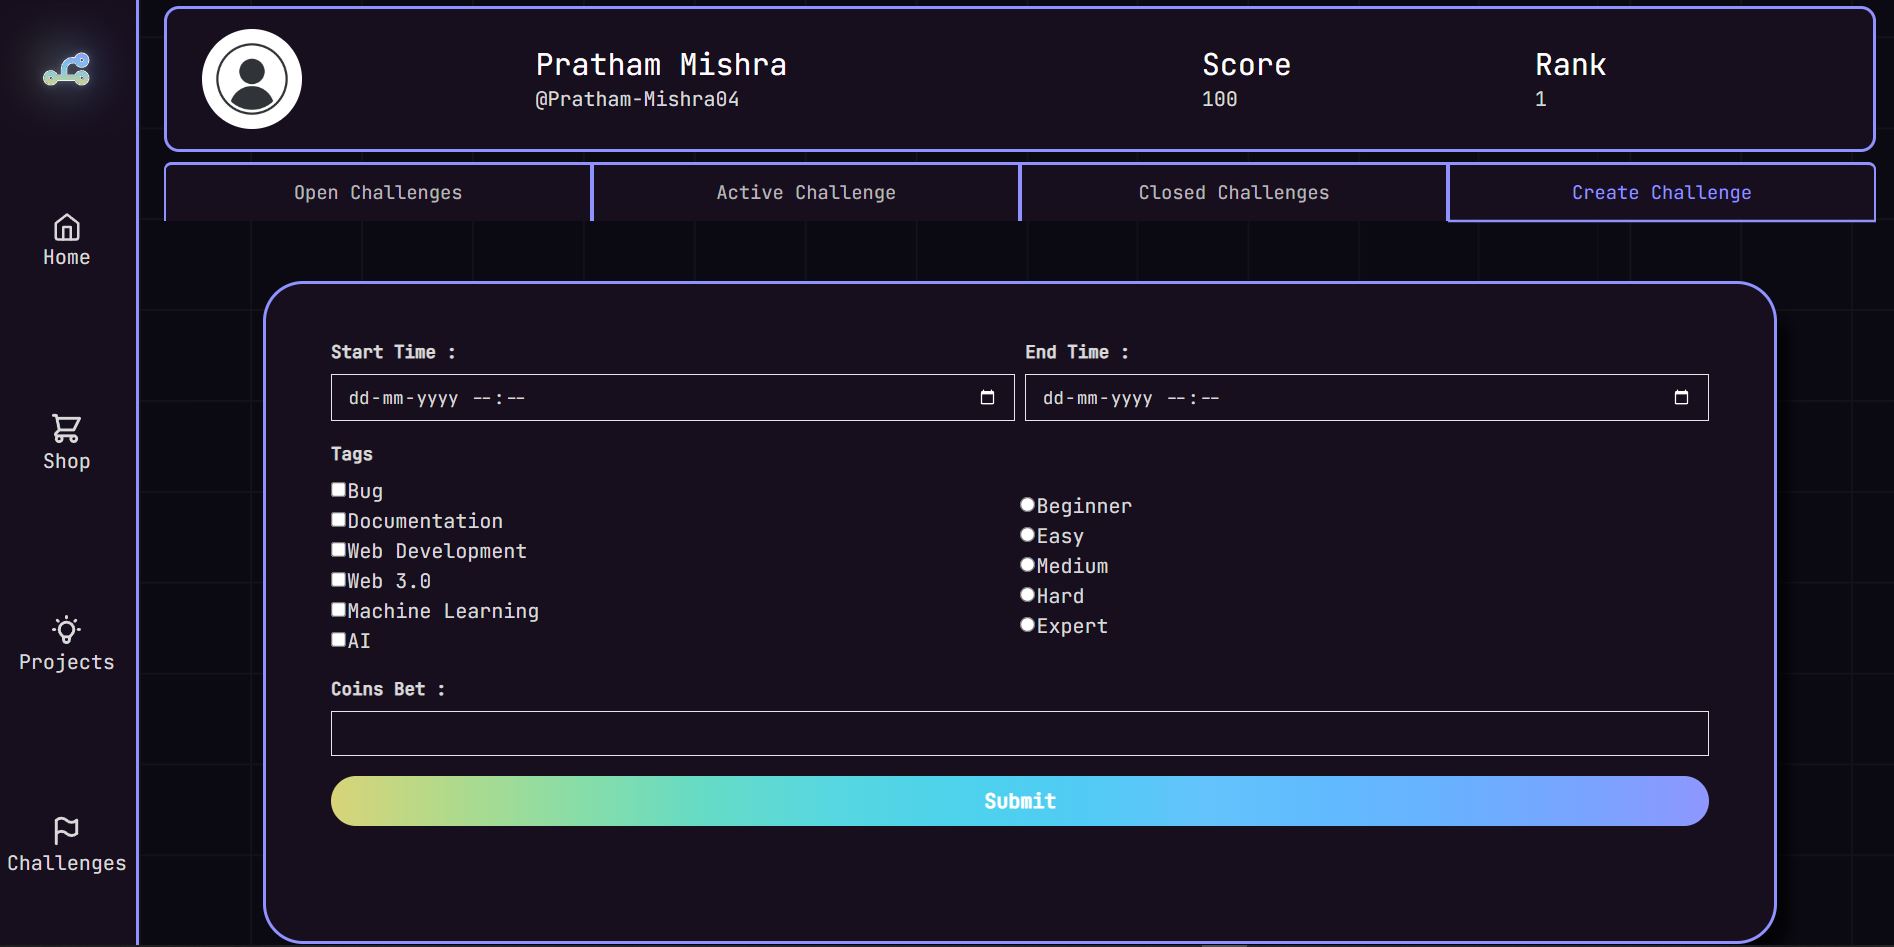 Pratham Mishra
@Pratham-Mishra04
Score
100
Rank
1
Open Challenges
Active Challenge
Closed Challenges
Create Challenge
Home
Shop
Projects
Challenges
Start Time :
dd-mm-yyyy --:--
End Time :
dd-mm-yyyy --:--
Tags
Bug
Documentation
Web Development
Web 3.0
Machine Learning
AI
Beginner
Easy
Medium
Hard
Expert
Coins Bet :
Submit